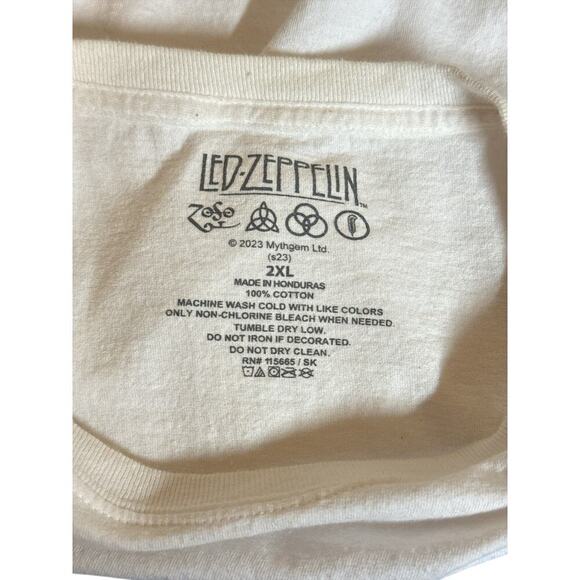 LED-ZEPPELIN™
ZoSo
© 2023 Mythgem Ltd.
(s23)
2XL
MADE IN HONDURAS
100% COTTON
MACHINE WASH COLD WITH LIKE COLORS
ONLY NON-CHLORINE BLEACH WHEN NEEDED.
TUMBLE DRY LOW.
DO NOT IRON IF DECORATED.
DO NOT DRY CLEAN.
RN# 115665 / SK